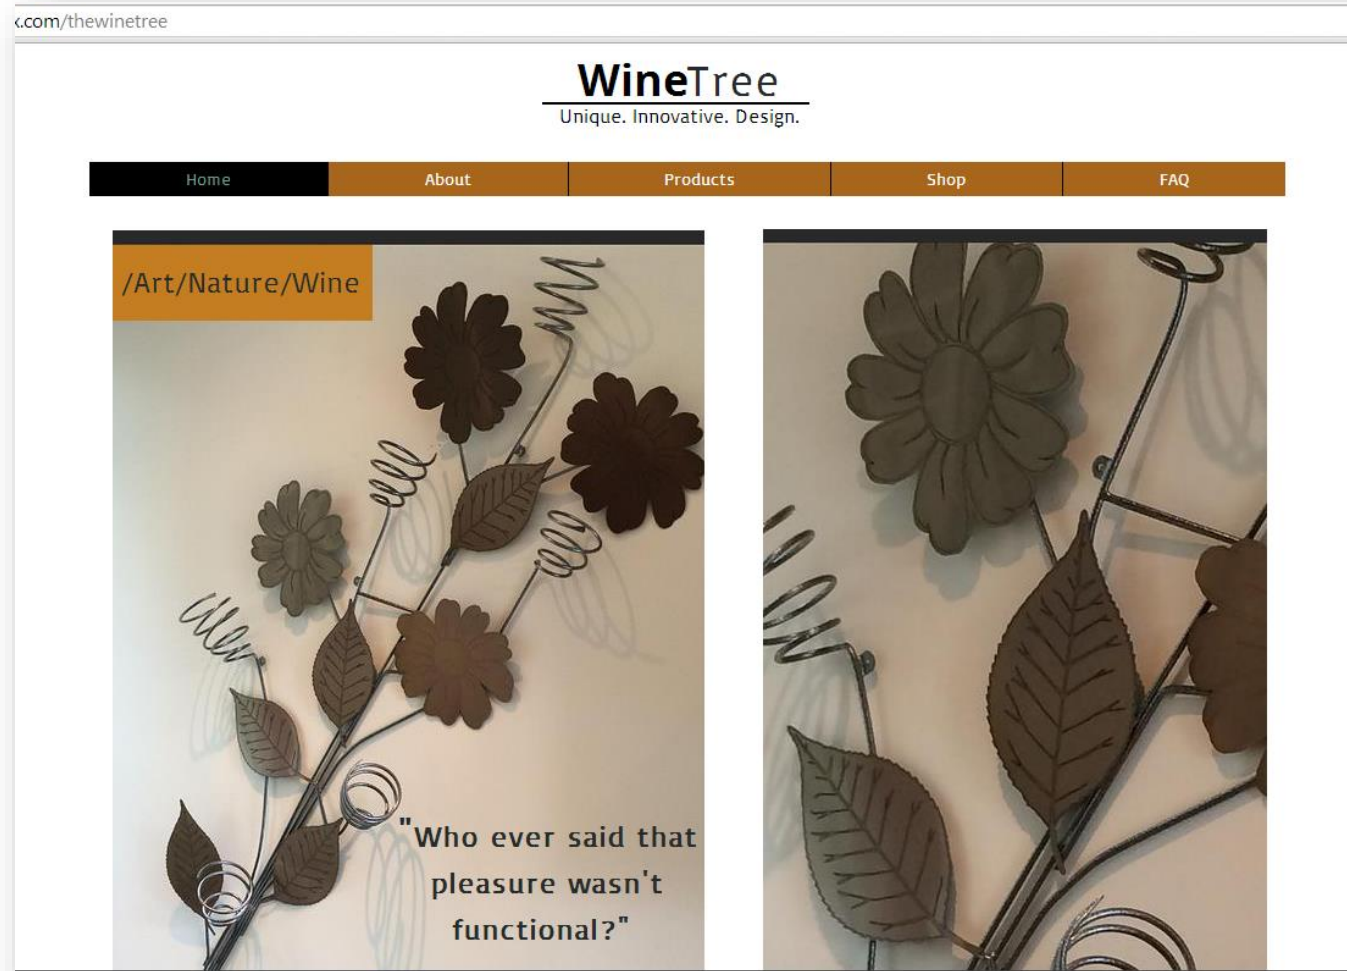 x.com/thewinetree
WineTree
Unique. Innovative. Design.
Home About Products Shop FAQ
/Art/Nature/Wine
"Who ever said that
pleasure wasn't
functional?"